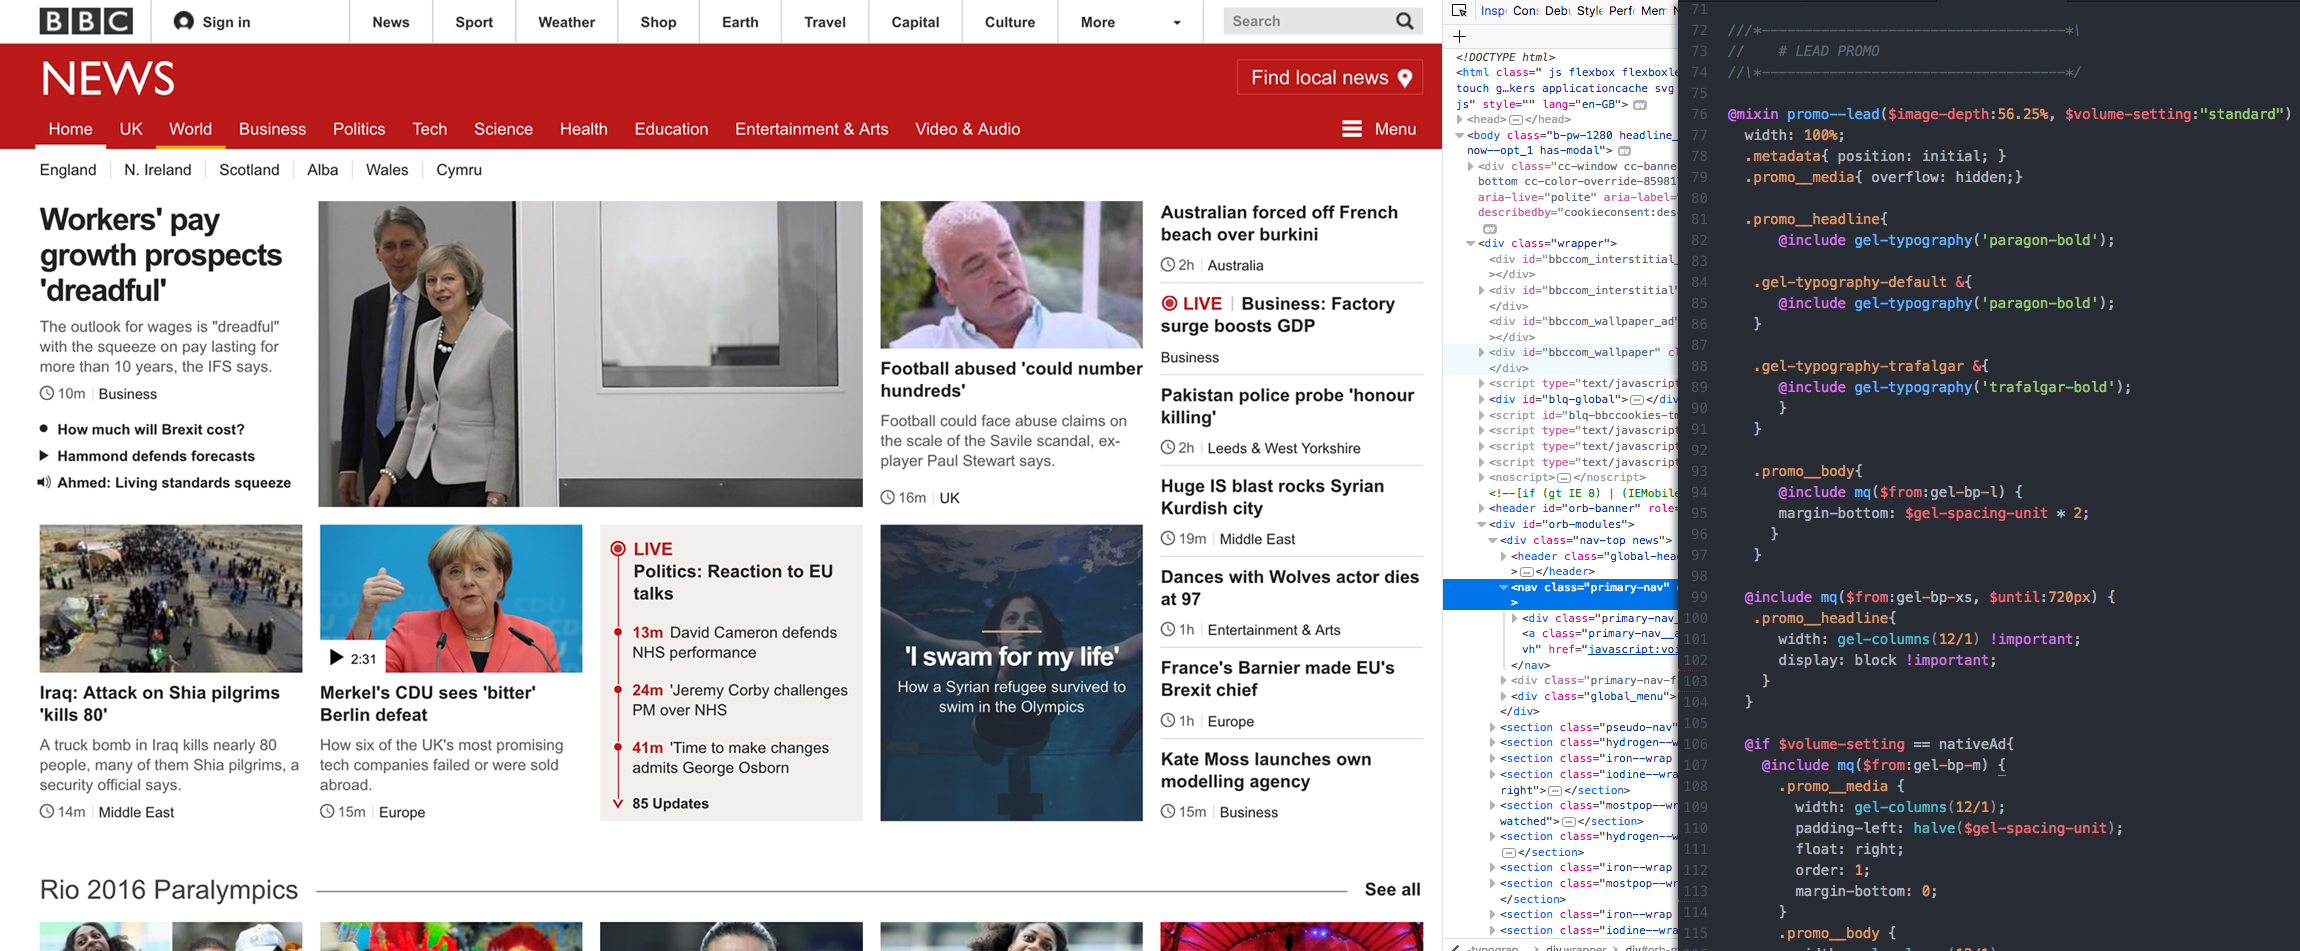 BBC
Sign in
News
Sport
Weather
Shop
Earth
Travel
Capital
Culture
More
Search
NEWS
Find local news
Home
UK
World
Business
Politics
Tech
Science
Health
Education
Entertainment & Arts
Video & Audio
Menu
England
N. Ireland
Scotland
Alba
Wales
Cymru
Workers' pay
growth prospects
'dreadful'
The outlook for wages is "dreadful"
with the squeeze on pay lasting for
more than 10 years, the IFS says.
10m Business
How much will Brexit cost?
Hammond defends forecasts
Ahmed: Living standards squeeze
Football abused 'could number
hundreds'
Football could face abuse claims on
the scale of the Savile scandal, ex-
player Paul Stewart says.
16m UK
Australian forced off French
beach over burkini
2h Australia
LIVE Business: Factory
surge boosts GDP
Business
Pakistan police probe 'honour
killing'
2h Leeds & West Yorkshire
Huge IS blast rocks Syrian
Kurdish city
19m Middle East
Dances with Wolves actor dies
at 97
1h Entertainment & Arts
France's Barnier made EU's
Brexit chief
1h Europe
Kate Moss launches own
modelling agency
15m Business
2:31
Iraq: Attack on Shia pilgrims
'kills 80'
A truck bomb in Iraq kills nearly 80
people, many of them Shia pilgrims, a
security official says.
14m Middle East
Merkel's CDU sees 'bitter'
Berlin defeat
How six of the UK's most promising
tech companies failed or were sold
abroad.
15m Europe
LIVE
Politics: Reaction to EU
talks
13m David Cameron defends
NHS performance
24m 'Jeremy Corby challenges
PM over NHS
41m 'Time to make changes
admits George Osborn
85 Updates
'I swam for my life'
How a Syrian refugee survived to
swim in the Olympics
Rio 2016 Paralympics
See all
Insp Cons Debu Style Perfo Mem N
+
<!DOCTYPE html>
<html class=" js flexbox flexboxle
touch g…kers applicationcache svg
js" style="" lang="en-GB"> ev
<head>…</head>
<body class="b-pw-1280 headline_
now--opt_1 has-modal"> ev
<div class="cc-window cc-banne
bottom cc-color-override-85981
aria-live="polite" aria-label=
describedby="cookieconsent:des
ev
<div class="wrapper">
<div id="bbccom_interstitial_
></div>
<div id="bbccom_interstitial"
</div>
<div id="bbccom_wallpaper_ad"
></div>
<div id="bbccom_wallpaper" cl
</div>
<script type="text/javascript
<div id="blq-global">…</div>
<script id="blq-bbccookies-tm
<script type="text/javascript
<script type="text/javascript
<script type="text/javascript
<noscript>…</noscript>
<!--[if (gt IE 8) | (IEMobile
<header id="orb-banner" role=
<div id="orb-modules">
<div class="nav-top news">
<header class="global-hea
>…</header>
<nav class="primary-nav"
>
<div class="primary-nav_
<a class="primary-nav__a
vh" href="javascript:voi
</nav>
<div class="primary-nav-f
<div class="global_menu">
</div>
<section class="pseudo-nav"
<section class="hydrogen--w
<section class="iron--wrap
<section class="iodine--wra
right">…</section>
<section class="mostpop--wr
watched">…</section>
<section class="hydrogen--w
…</section>
<section class="iron--wrap
<section class="mostpop--wr
</section>
<section class="iron--wrap
<section class="iodine--wra
71
72 ///*------------------------------------*\
73 // # LEAD PROMO
74 //\*------------------------------------*/
75
76 @mixin promo--lead($image-depth:56.25%, $volume-setting:"standard")
77 width: 100%;
78 .metadata{ position: initial; }
79 .promo__media{ overflow: hidden;}
80
81 .promo__headline{
82 @include gel-typography('paragon-bold');
83
84 .gel-typography-default &{
85 @include gel-typography('paragon-bold');
86 }
87
88 .gel-typography-trafalgar &{
89 @include gel-typography('trafalgar-bold');
90 }
91 }
92
93 .promo__body{
94 @include mq($from:gel-bp-l) {
95 margin-bottom: $gel-spacing-unit * 2;
96 }
97 }
98
99 @include mq($from:gel-bp-xs, $until:720px) {
100 .promo__headline{
101 width: gel-columns(12/1) !important;
102 display: block !important;
103 }
104 }
105
106 @if $volume-setting == nativeAd{
107 @include mq($from:gel-bp-m) {
108 .promo__media {
109 width: gel-columns(12/1);
110 padding-left: halve($gel-spacing-unit);
111 float: right;
112 order: 1;
113 margin-bottom: 0;
114 }
115 .promo__body {